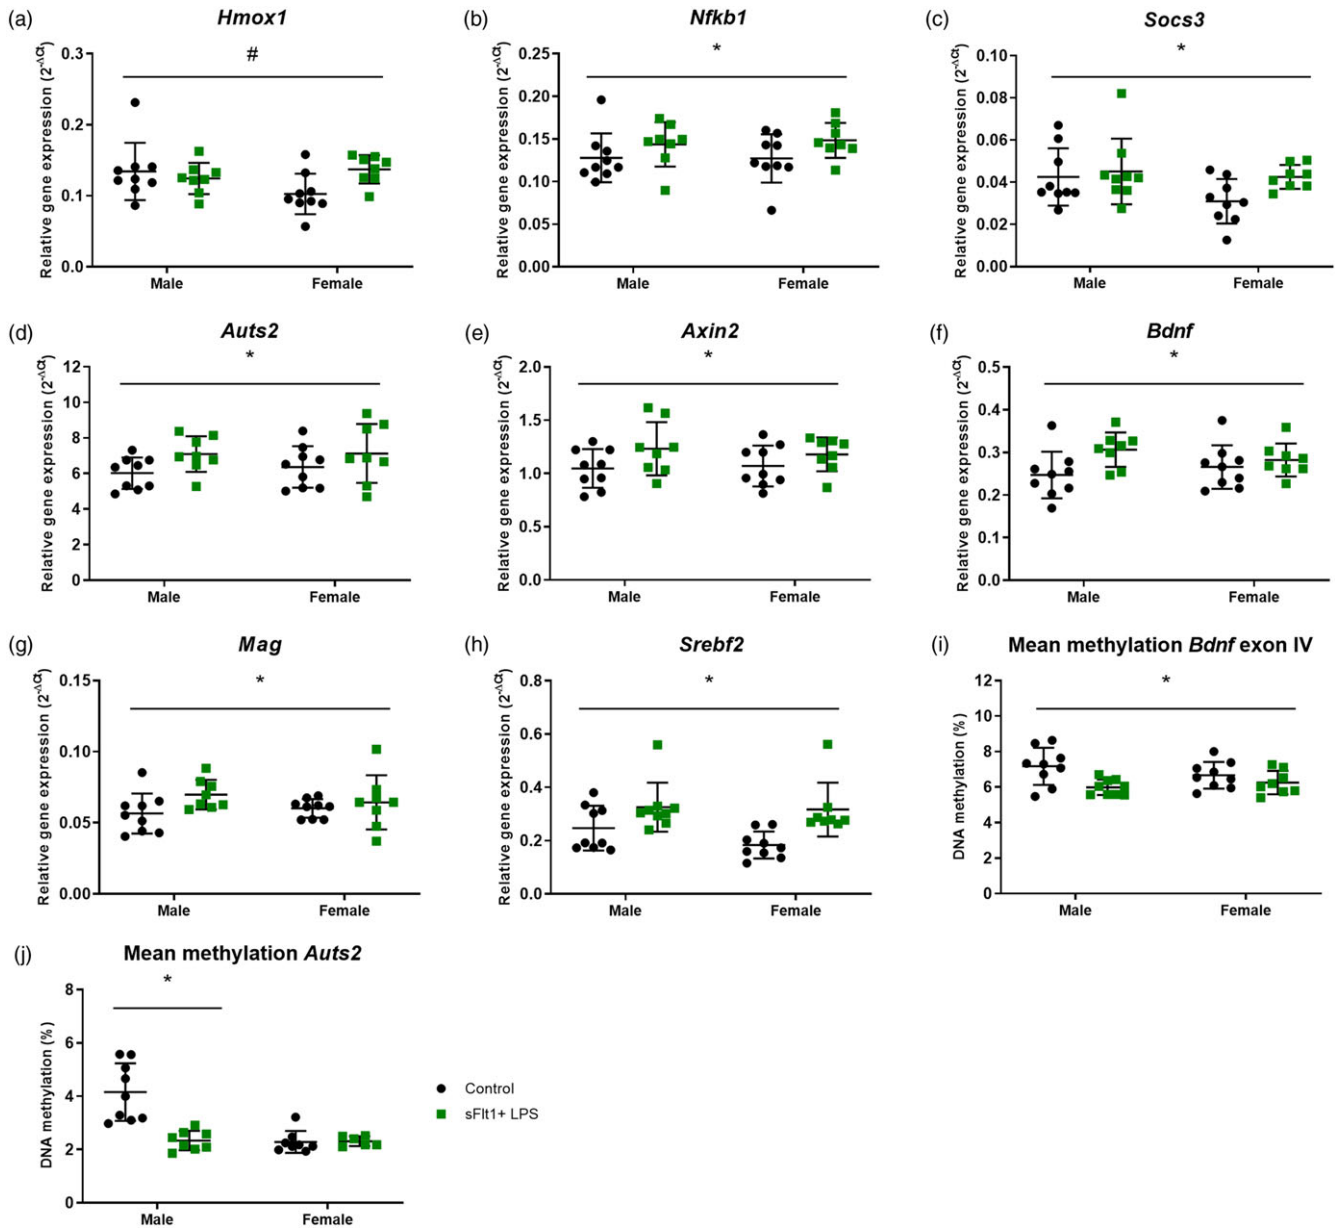 (a) Hmox1
#
Relative gene expression (2-ΔCt)
0.3
0.2
0.1
0.0
Male Female
(b) Nfkb1
*
Relative gene expression (2-ΔCt)
0.25
0.20
0.15
0.10
0.05
0.00
Male Female
(c) Socs3
*
Relative gene expression (2-ΔCt)
0.10
0.08
0.06
0.04
0.02
0.00
Male Female
(d) Auts2
*
Relative gene expression (2-ΔCt)
12
10
8
6
4
2
0
Male Female
(e) Axin2
*
Relative gene expression (2-ΔCt)
2.0
1.5
1.0
0.5
0.0
Male Female
(f) Bdnf
*
Relative gene expression (2-ΔCt)
0.5
0.4
0.3
0.2
0.1
0.0
Male Female
(g) Mag
*
Relative gene expression (2-ΔCt)
0.15
0.10
0.05
0.00
Male Female
(h) Srebf2
*
Relative gene expression (2-ΔCt)
0.8
0.6
0.4
0.2
0.0
Male Female
(i) Mean methylation Bdnf exon IV
*
DNA methylation (%)
12
10
8
6
4
2
0
Male Female
(j) Mean methylation Auts2
*
DNA methylation (%)
8
6
4
2
0
Male Female
Control
sFlt1+ LPS